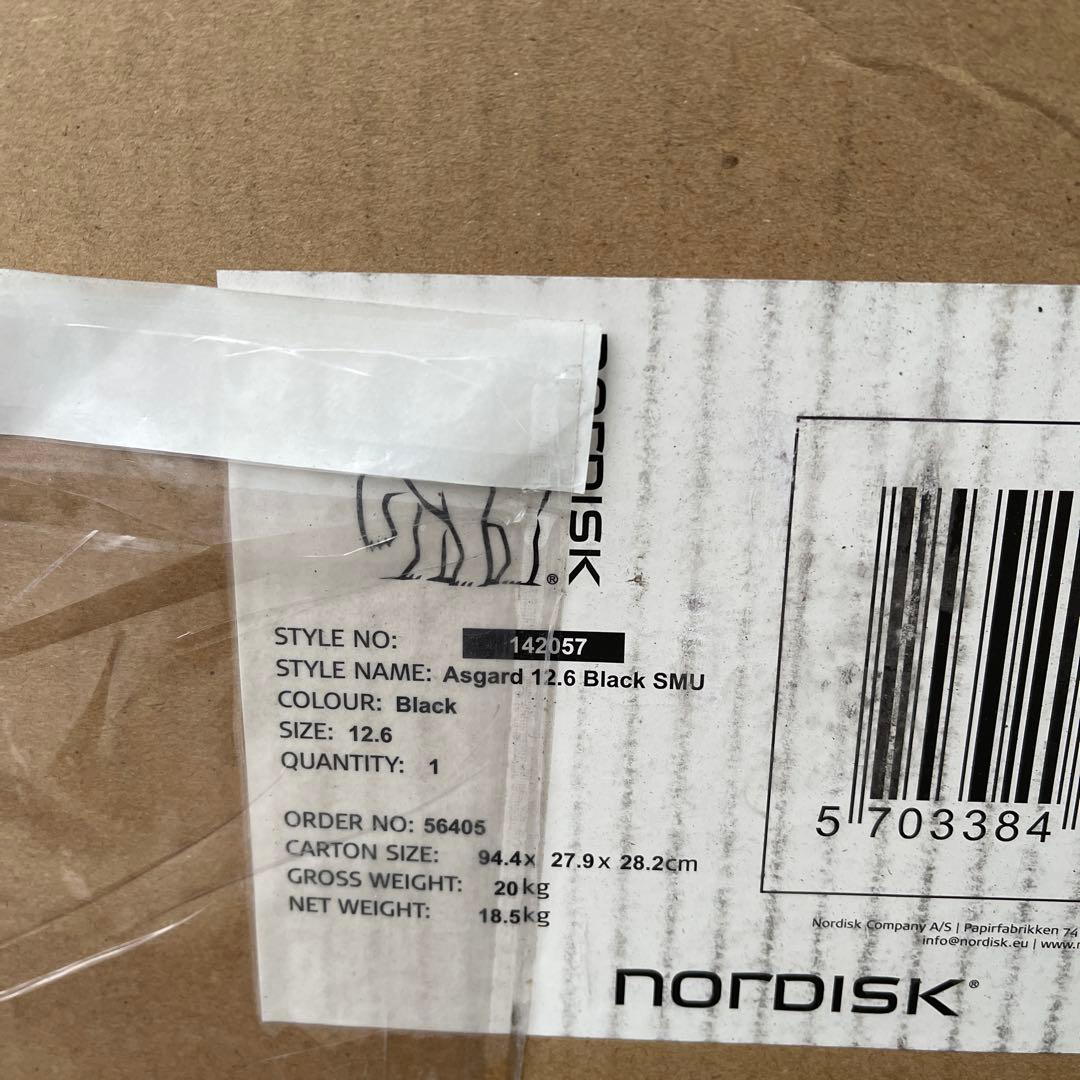 NORDISK
®
STYLE NO: 142057
STYLE NAME: Asgard 12.6 Black SMU
COLOUR: Black
SIZE: 12.6
QUANTITY: 1
ORDER NO: 56405
CARTON SIZE: 94.4x 27.9x 28.2cm
GROSS WEIGHT: 20kg
NET WEIGHT: 18.5kg
5 703384
Nordisk Company A/S | Papirfabrikken 74
info@nordisk.eu | www.
NORDISK®